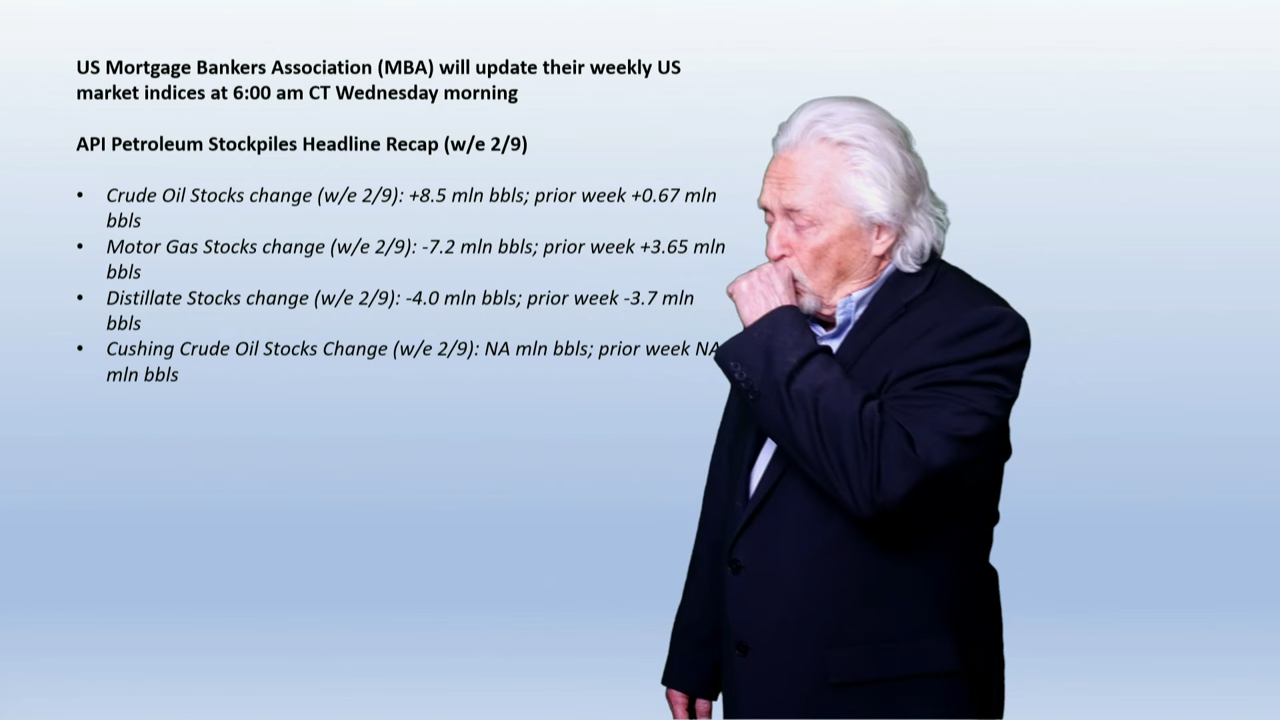 US Mortgage Bankers Association (MBA) will update their weekly US
market indices at 6:00 am CT Wednesday morning
API Petroleum Stockpiles Headline Recap (w/e 2/9)
• Crude Oil Stocks change (w/e 2/9): +8.5 mln bbls; prior week +0.67 mln
bbls
• Motor Gas Stocks change (w/e 2/9): -7.2 mln bbls; prior week +3.65 mln
bbls
• Distillate Stocks change (w/e 2/9): -4.0 mln bbls; prior week -3.7 mln
bbls
• Cushing Crude Oil Stocks Change (w/e 2/9): NA mln bbls; prior week NA
mln bbls